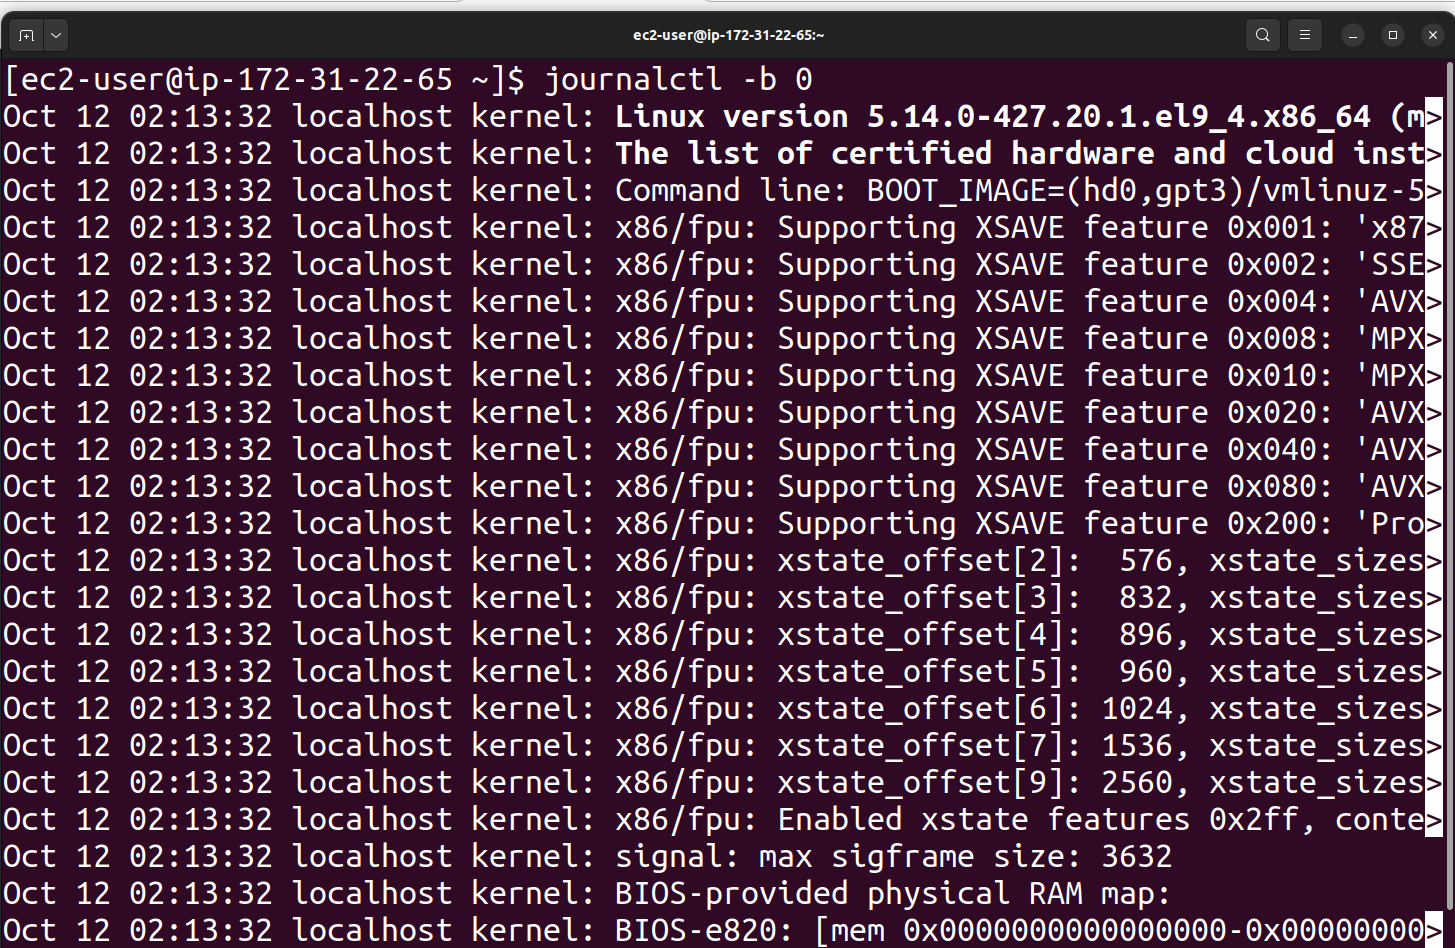 ec2-user@ip-172-31-22-65:~
[ec2-user@ip-172-31-22-65 ~]$ journalctl -b 0
Oct 12 02:13:32 localhost kernel: Linux version 5.14.0-427.20.1.el9_4.x86_64 (m>
Oct 12 02:13:32 localhost kernel: The list of certified hardware and cloud inst>
Oct 12 02:13:32 localhost kernel: Command line: BOOT_IMAGE=(hd0,gpt3)/vmlinuz-5>
Oct 12 02:13:32 localhost kernel: x86/fpu: Supporting XSAVE feature 0x001: 'x87>
Oct 12 02:13:32 localhost kernel: x86/fpu: Supporting XSAVE feature 0x002: 'SSE>
Oct 12 02:13:32 localhost kernel: x86/fpu: Supporting XSAVE feature 0x004: 'AVX>
Oct 12 02:13:32 localhost kernel: x86/fpu: Supporting XSAVE feature 0x008: 'MPX>
Oct 12 02:13:32 localhost kernel: x86/fpu: Supporting XSAVE feature 0x010: 'MPX>
Oct 12 02:13:32 localhost kernel: x86/fpu: Supporting XSAVE feature 0x020: 'AVX>
Oct 12 02:13:32 localhost kernel: x86/fpu: Supporting XSAVE feature 0x040: 'AVX>
Oct 12 02:13:32 localhost kernel: x86/fpu: Supporting XSAVE feature 0x080: 'AVX>
Oct 12 02:13:32 localhost kernel: x86/fpu: Supporting XSAVE feature 0x200: 'Pro>
Oct 12 02:13:32 localhost kernel: x86/fpu: xstate_offset[2]:  576, xstate_sizes>
Oct 12 02:13:32 localhost kernel: x86/fpu: xstate_offset[3]:  832, xstate_sizes>
Oct 12 02:13:32 localhost kernel: x86/fpu: xstate_offset[4]:  896, xstate_sizes>
Oct 12 02:13:32 localhost kernel: x86/fpu: xstate_offset[5]:  960, xstate_sizes>
Oct 12 02:13:32 localhost kernel: x86/fpu: xstate_offset[6]: 1024, xstate_sizes>
Oct 12 02:13:32 localhost kernel: x86/fpu: xstate_offset[7]: 1536, xstate_sizes>
Oct 12 02:13:32 localhost kernel: x86/fpu: xstate_offset[9]: 2560, xstate_sizes>
Oct 12 02:13:32 localhost kernel: x86/fpu: Enabled xstate features 0x2ff, conte>
Oct 12 02:13:32 localhost kernel: signal: max sigframe size: 3632
Oct 12 02:13:32 localhost kernel: BIOS-provided physical RAM map:
Oct 12 02:13:32 localhost kernel: BIOS-e820: [mem 0x0000000000000000-0x00000000>